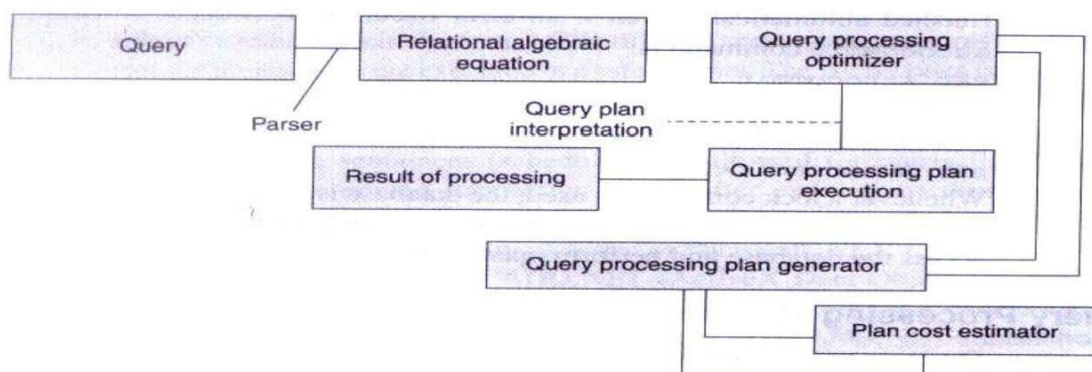 Query
Relational algebraic
equation
Query processing
optimizer
Parser
Query plan
interpretation
Result of processing
Query processing plan
execution
Query processing plan generator
Plan cost estimator